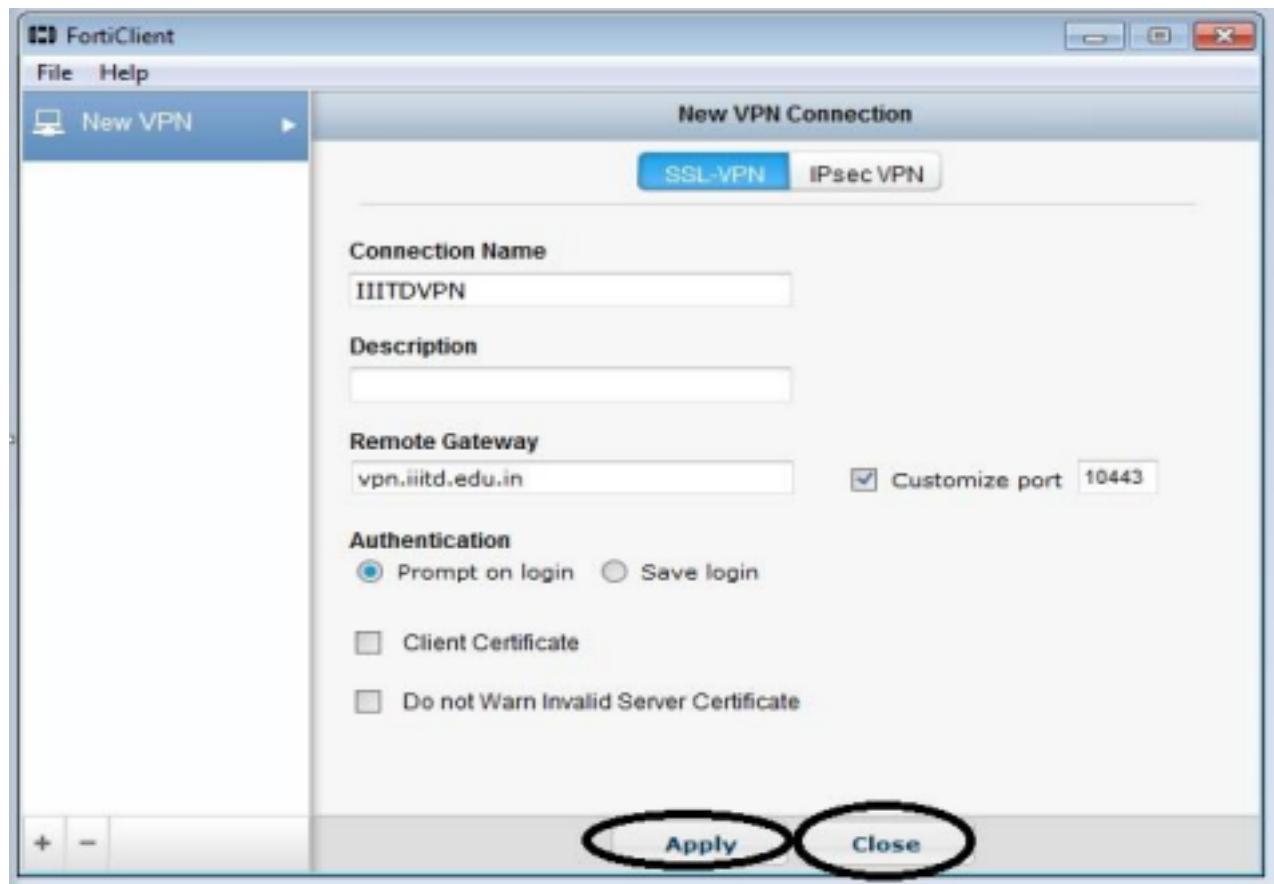 FortiClient
File Help
New VPN
New VPN Connection
SSL-VPN IPsec VPN
Connection Name
IIITDVPN
Description
Remote Gateway
vpn.iiitd.edu.in Customize port 10443
Authentication
Prompt on login Save login
Client Certificate
Do not Warn Invalid Server Certificate
+ - Apply Close